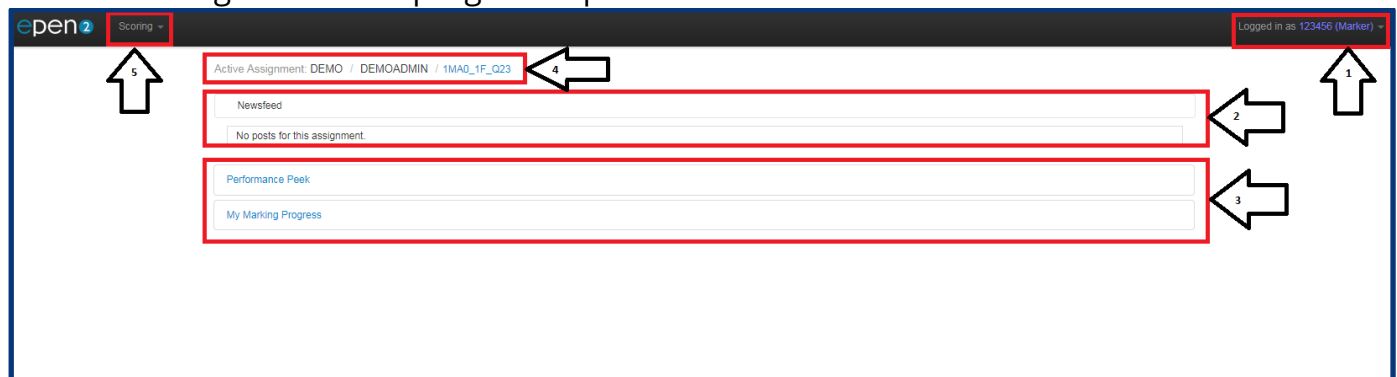 epen2 Scoring Logged in as 123456 (Marker)
5
Active Assignment: DEMO / DEMOADMIN / 1MA0_1F_Q23
4
1
Newsfeed
2
No posts for this assignment.
Performance Peek
3
My Marking Progress